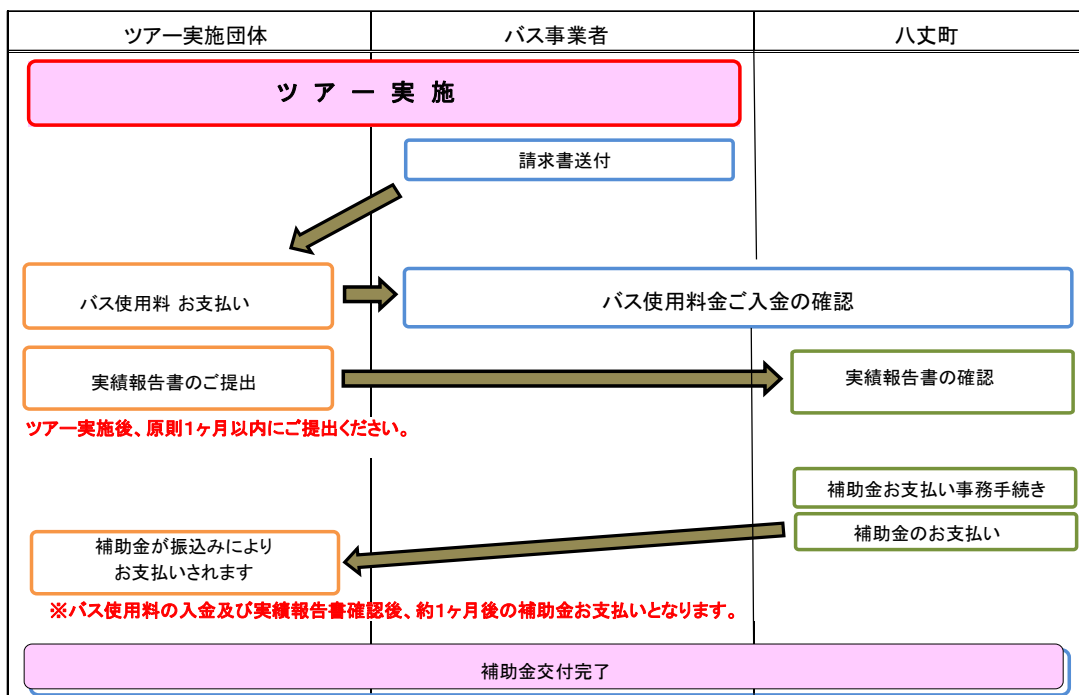 ツアー実施団体
バス事業者
八丈町
ツ ア ー 実 施
請求書送付
バス使用料 お支払い
バス使用料金ご入金の確認
実績報告書のご提出
実績報告書の確認
ツアー実施後、原則1ヶ月以内にご提出ください。
補助金お支払い事務手続き
補助金のお支払い
補助金が振込みにより
お支払いされます
※バス使用料の入金及び実績報告書確認後、約1ヶ月後の補助金お支払いとなります。
補助金交付完了